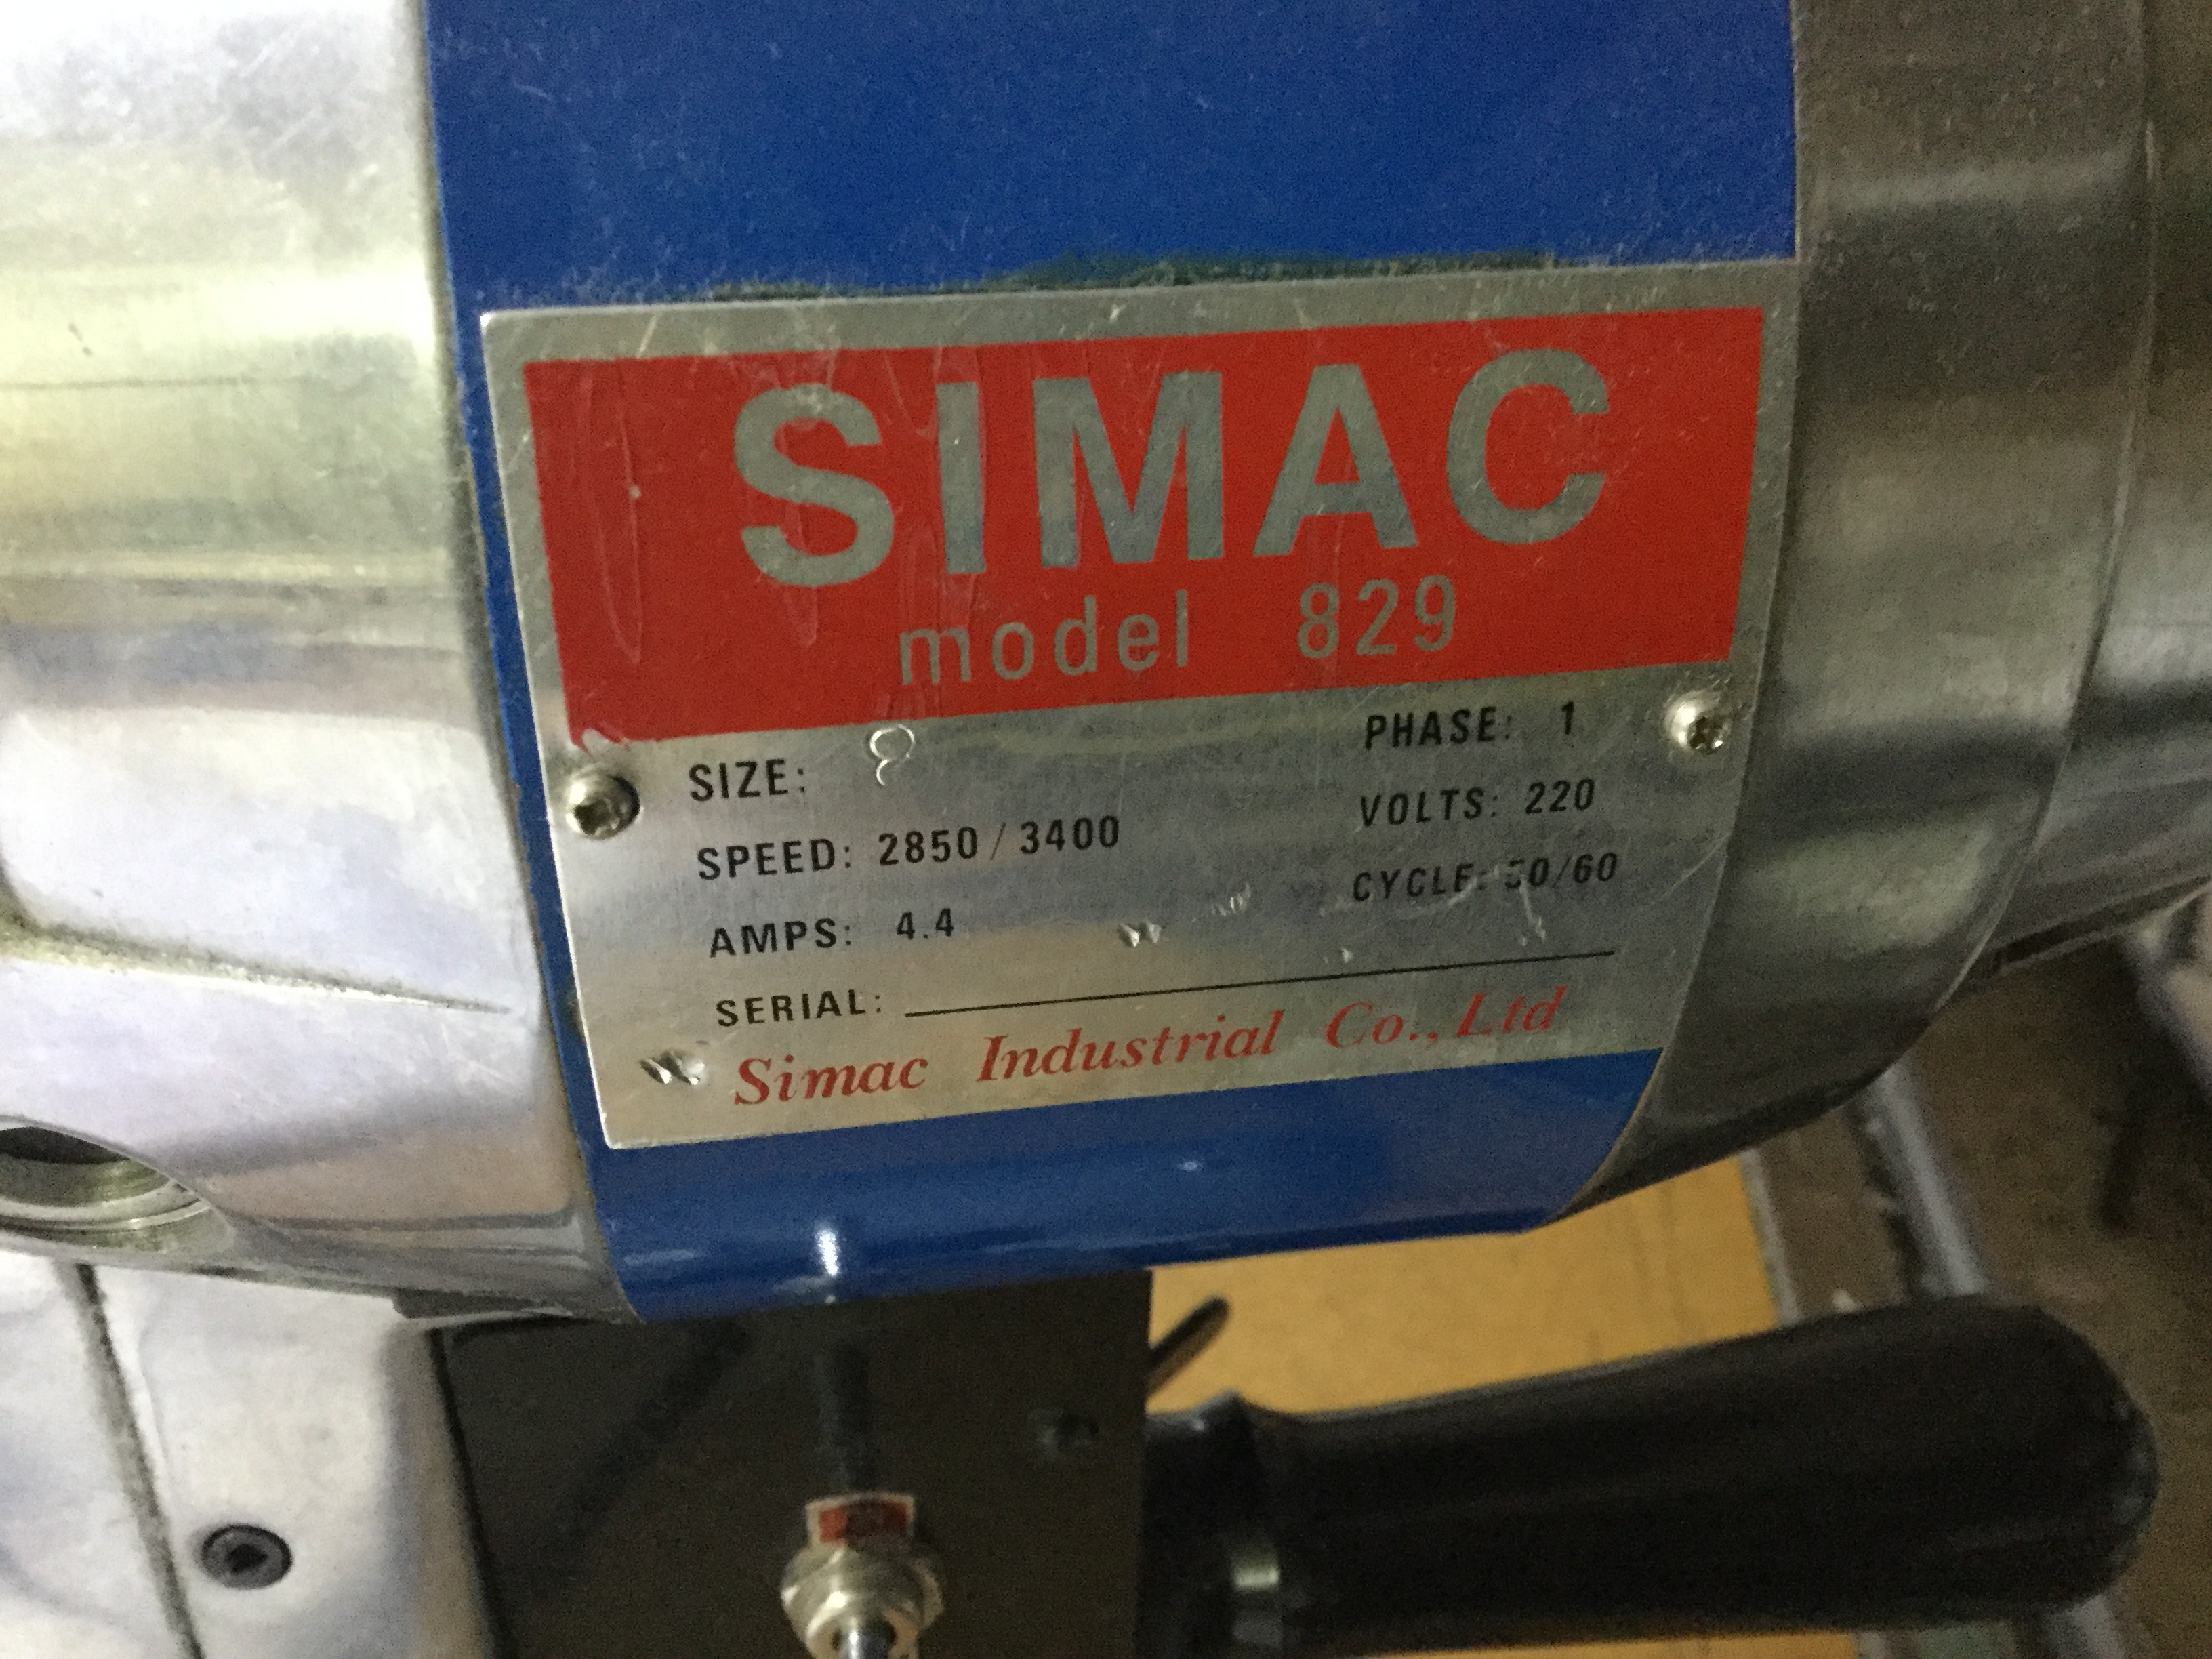 SIMAC
model 829
SIZE: 8
PHASE: 1
SPEED: 2850/3400
VOLTS: 220
AMPS: 4.4
CYCLE: 50/60
SERIAL:
Simac Industrial Co., Ltd